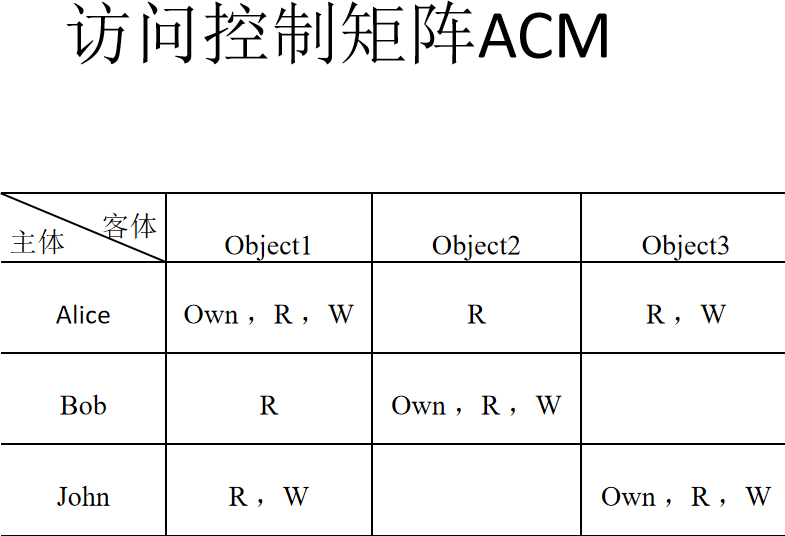 访问控制矩阵ACM
客体
主体
Object1
Object2
Object3
Alice
Own，R，W
R
R，W
Bob
R
Own，R，W
John
R，W
Own，R，W